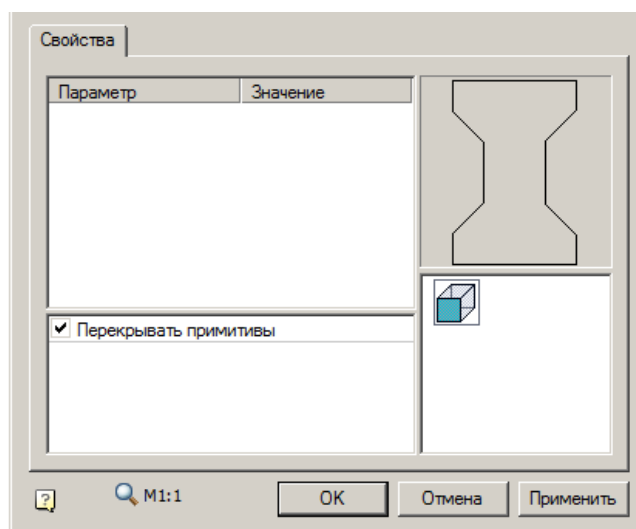 Свойства
Параметр Значение
Перекрывать примитивы
M1:1 OK Отмена Применить